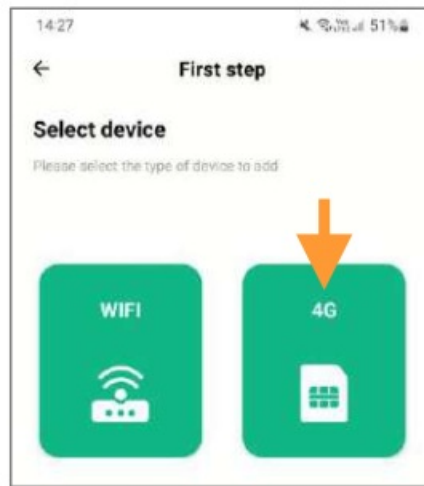 14:27
51%
First step
Select device
Please select the type of device to add
WIFI
4G